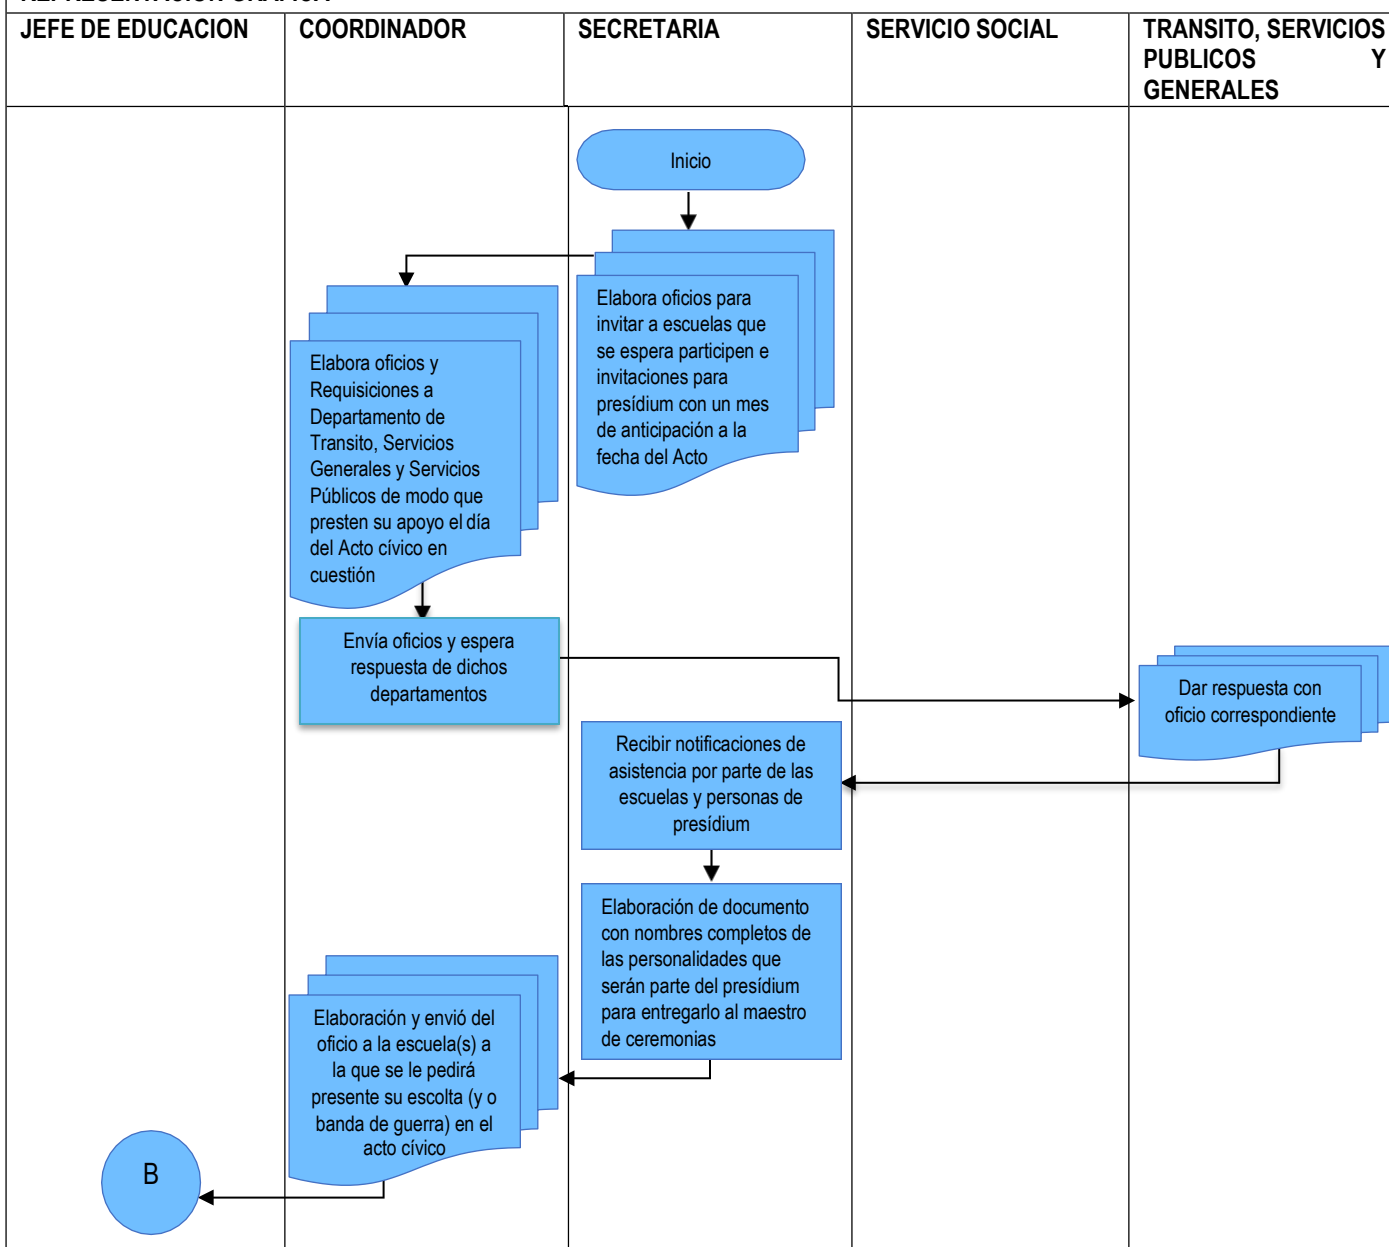 JEFE DE EDUCACION
COORDINADOR
SECRETARIA
SERVICIO SOCIAL
TRANSITO, SERVICIOS
PUBLICOS Y
GENERALES
Inicio
Elabora oficios para
invitar a escuelas que
se espera participen e
invitaciones para
presídium con un mes
de anticipación a la
fecha del Acto
Elabora oficios y
Requisiciones a
Departamento de
Transito, Servicios
Generales y Servicios
Públicos de modo que
presten su apoyo el día
del Acto cívico en
cuestión
Envía oficios y espera
respuesta de dichos
departamentos
Dar respuesta con
oficio correspondiente
Recibir notificaciones de
asistencia por parte de las
escuelas y personas de
presídium
Elaboración de documento
con nombres completos de
las personalidades que
serán parte del presídium
para entregarlo al maestro
de ceremonias
Elaboración y envió del
oficio a la escuela(s) a
la que se le pedirá
presente su escolta (y o
banda de guerra) en el
acto cívico
B